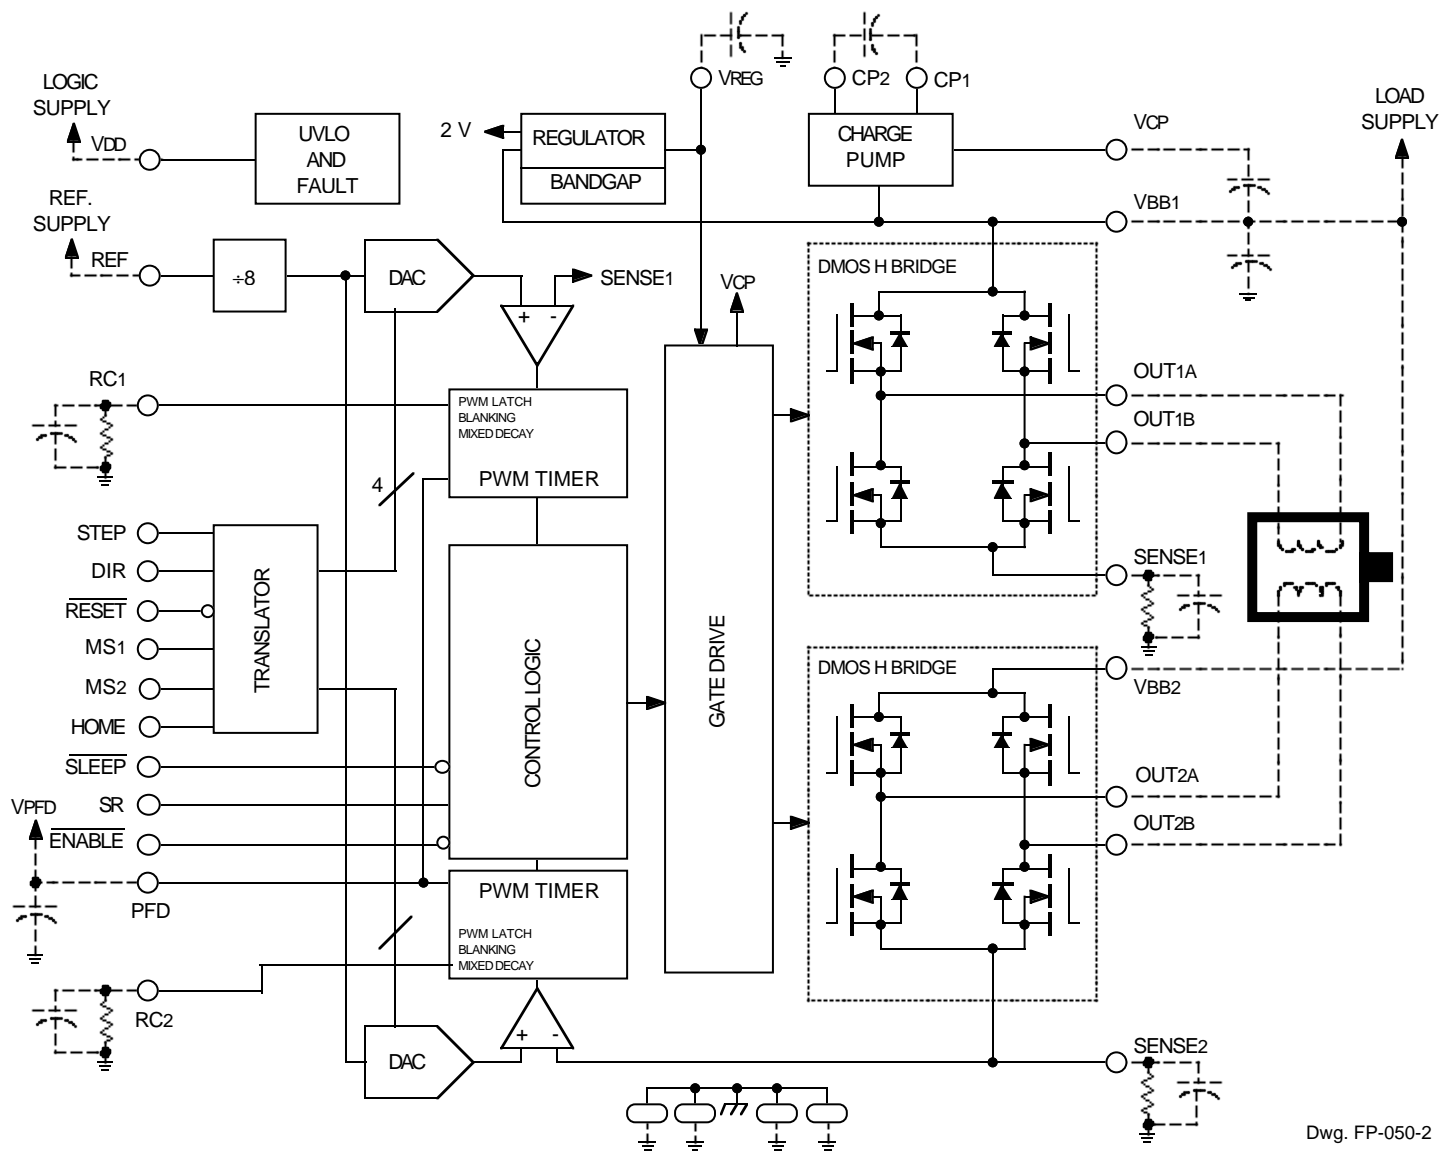 LOGIC
SUPPLY
VDD
UVLO
AND
FAULT
2 V
REGULATOR
BANDGAP
VREG
CP2
CP1
CHARGE
PUMP
VCP
LOAD
SUPPLY
REF.
SUPPLY
REF
÷8
DAC
+ -
SENSE1
VCP
VBB1
DMOS H BRIDGE
RC1
PWM LATCH
BLANKING
MIXED DECAY
PWM TIMER
4
OUT1A
OUT1B
STEP
DIR
RESET
MS1
MS2
HOME
TRANSLATOR
SLEEP
SR
ENABLE
VPFD
PFD
CONTROL LOGIC
GATE DRIVE
SENSE1
DMOS H BRIDGE
VBB2
OUT2A
OUT2B
PWM TIMER
PWM LATCH
BLANKING
MIXED DECAY
RC2
DAC
+ -
SENSE2
Dwg. FP-050-2